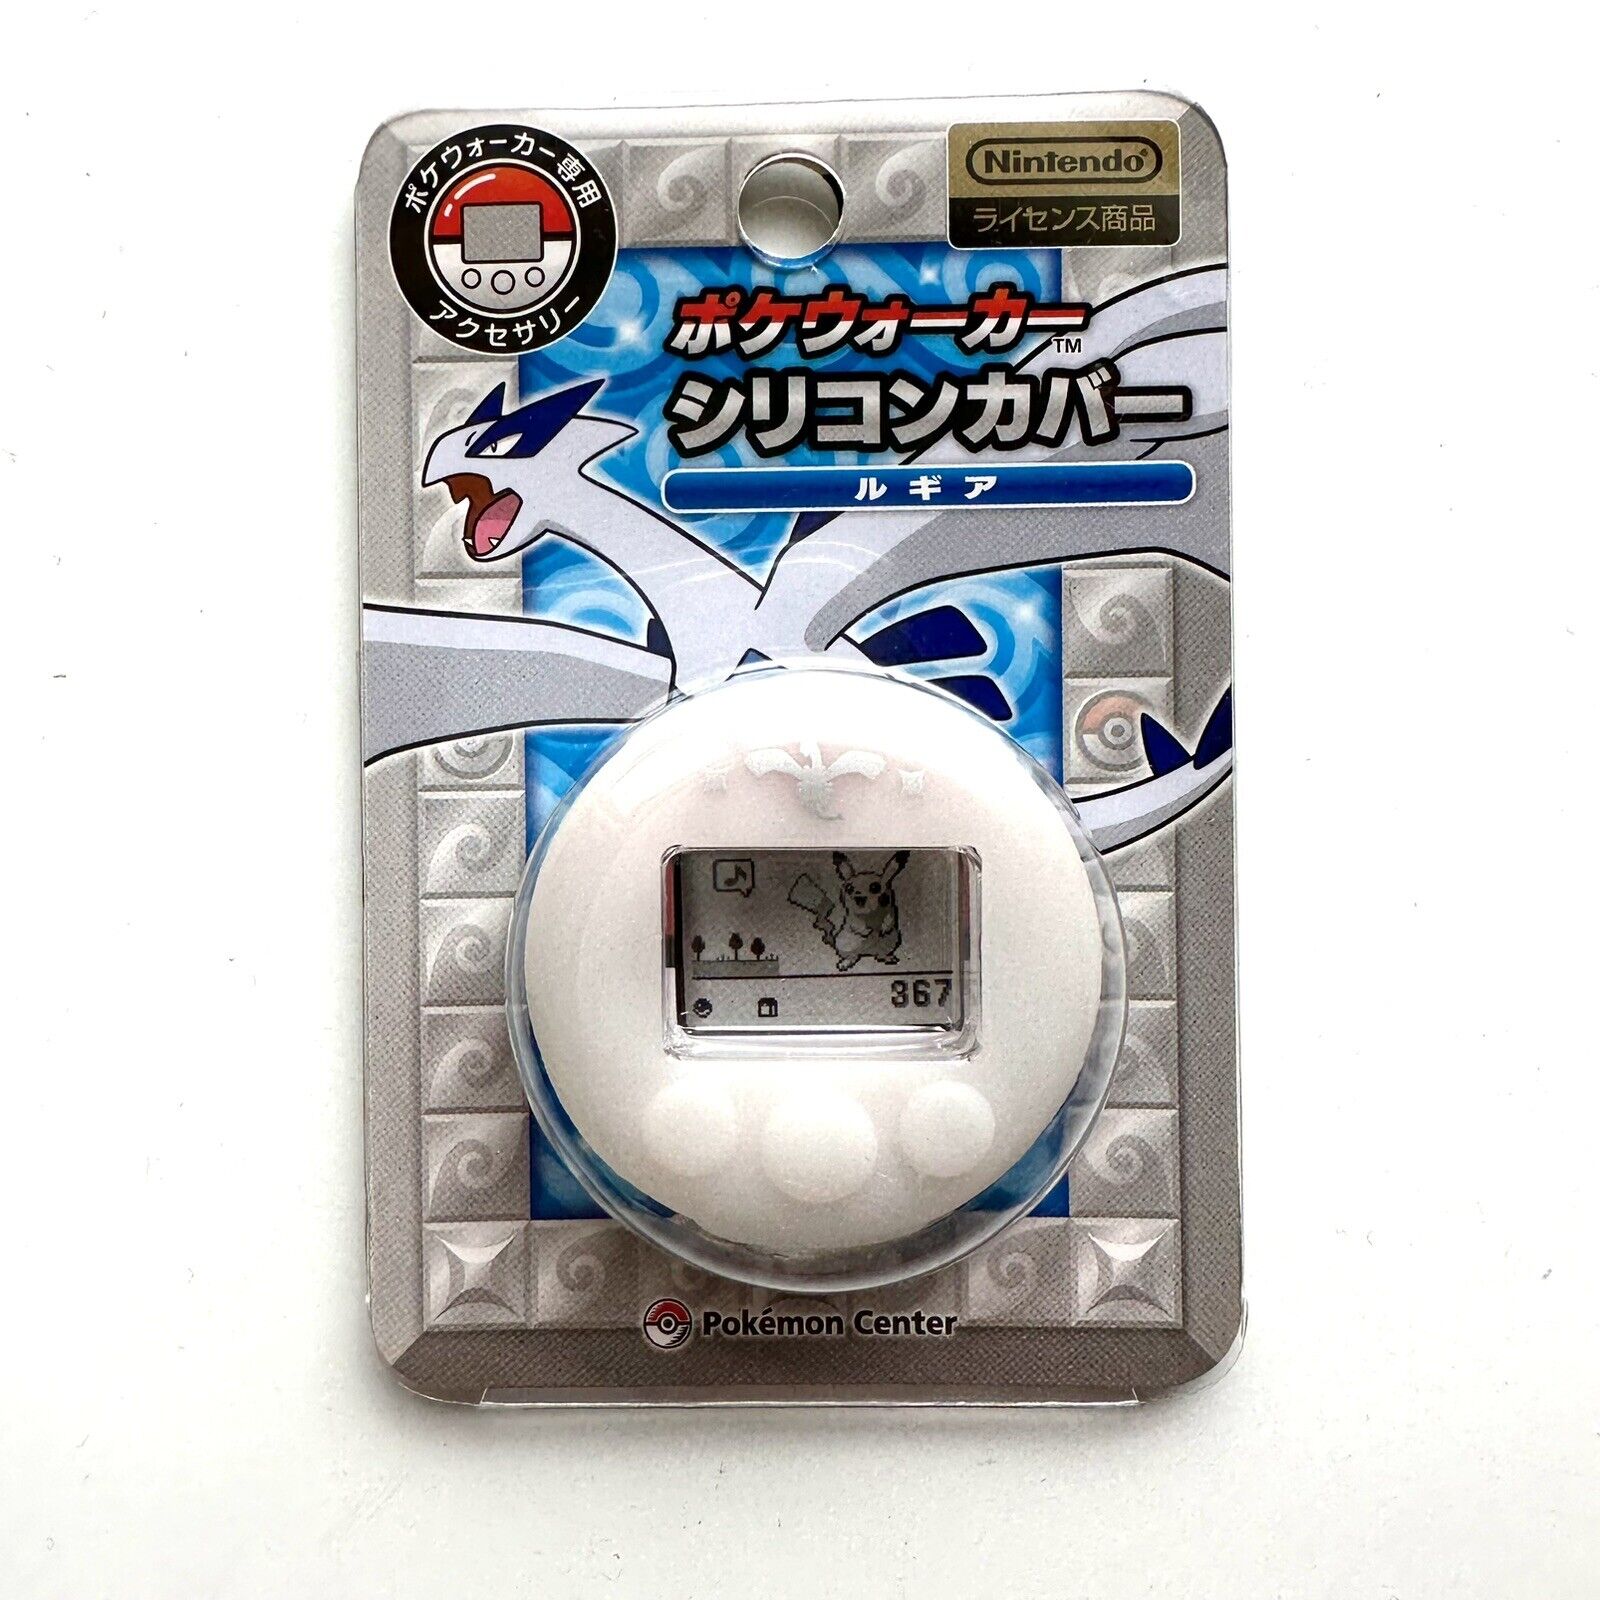 ポケウォーカー専用
アクセサリー
Nintendo®
ライセンス商品
ポケウォーカー™
シリコンカバー
ルギア
367
Pokémon Center